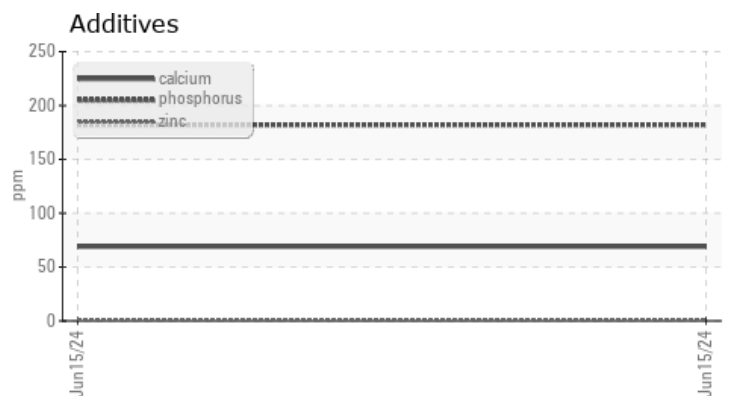 Additives
250
200
150
100
50
0
ppm
calcium
phosphorus
zinc
Jun15/24
Jun15/24